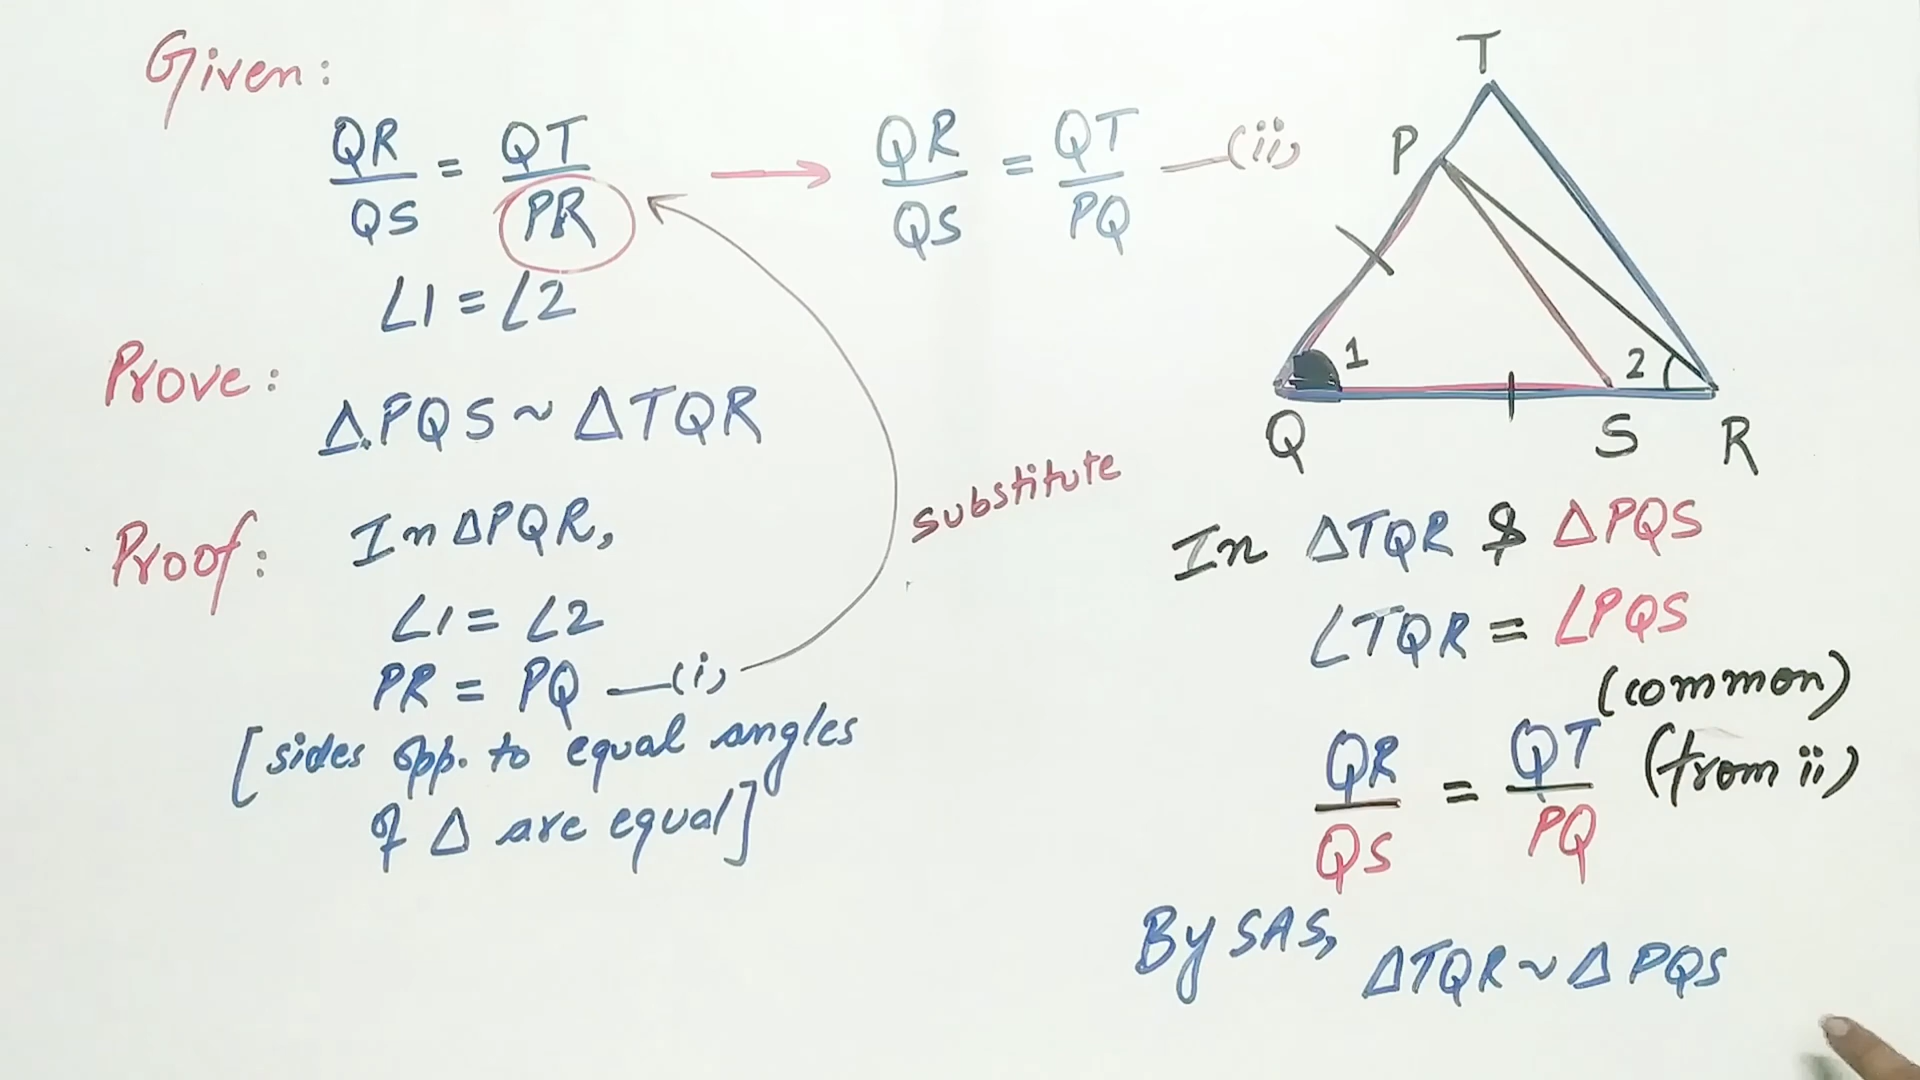 Given:
QR/QS = QT/PR → QR/QS = QT/PQ —(ii)
∠1 = ∠2
Prove:
ΔPQS ~ ΔTQR
Proof: In ΔPQR,
∠1 = ∠2
PR = PQ —(i)
[sides opp. to equal angles
of Δ are equal]
substitute
T
P
1
2
Q
S
R
In ΔTQR & ΔPQS
∠TQR = ∠PQS
(common)
QR/QS = QT/PQ (from ii)
By SAS, ΔTQR ~ Δ PQS